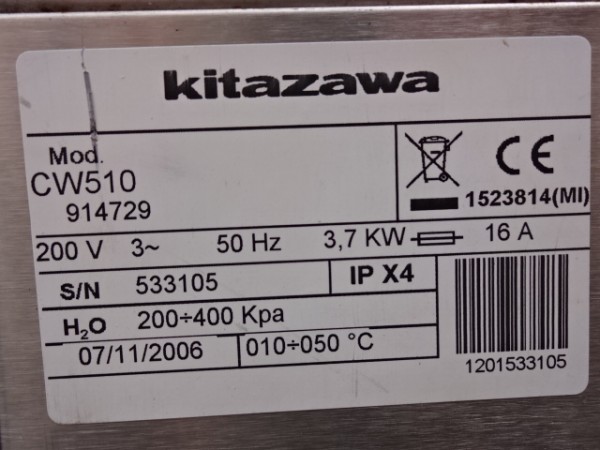 kitazawa
Mod.
CW510
914729
CE
1523814(MI)
200 V 3~ 50 Hz 3,7 KW 16 A
S/N 533105 IP X4
H₂O 200÷400 Kpa
07/11/2006 010÷050 °C
1201533105